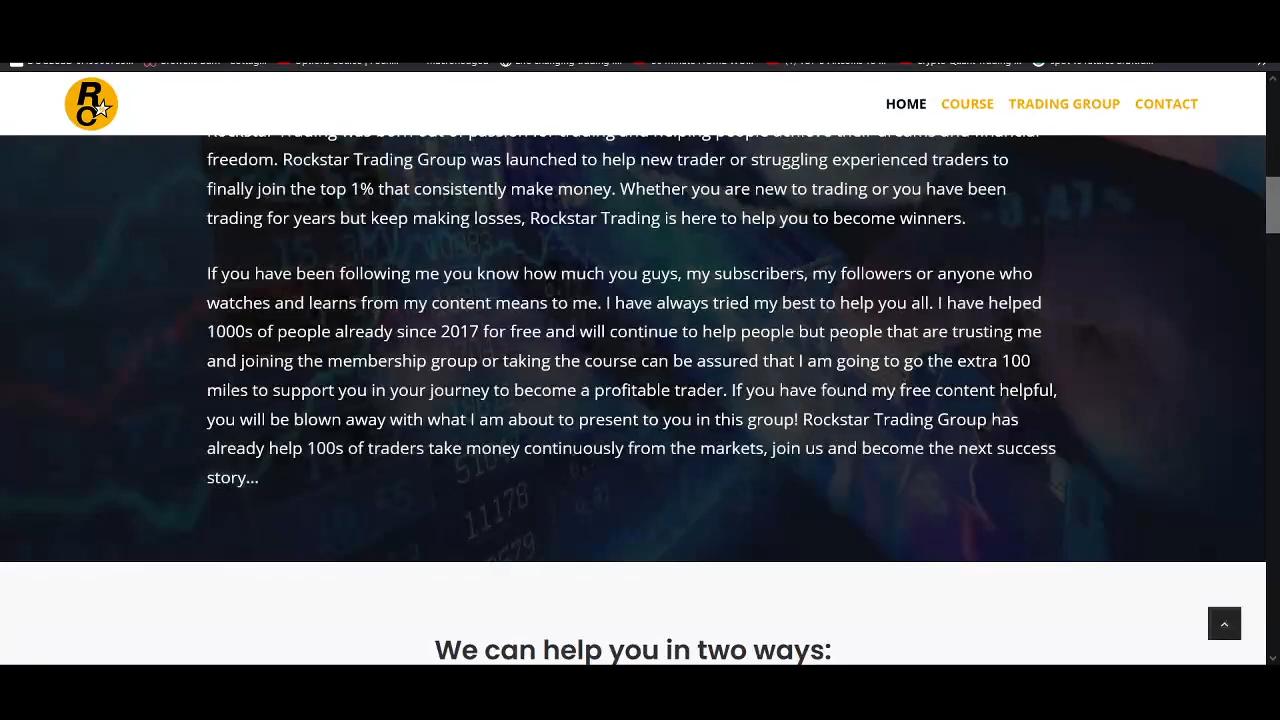 R
C
HOME COURSE TRADING GROUP CONTACT
freedom. Rockstar Trading Group was launched to help new trader or struggling experienced traders to
finally join the top 1% that consistently make money. Whether you are new to trading or you have been
trading for years but keep making losses, Rockstar Trading is here to help you to become winners.
If you have been following me you know how much you guys, my subscribers, my followers or anyone who
watches and learns from my content means to me. I have always tried my best to help you all. I have helped
1000s of people already since 2017 for free and will continue to help people but people that are trusting me
and joining the membership group or taking the course can be assured that I am going to go the extra 100
miles to support you in your journey to become a profitable trader. If you have found my free content helpful,
you will be blown away with what I am about to present to you in this group! Rockstar Trading Group has
already help 100s of traders take money continuously from the markets, join us and become the next success
story...
11178
We can help you in two ways: